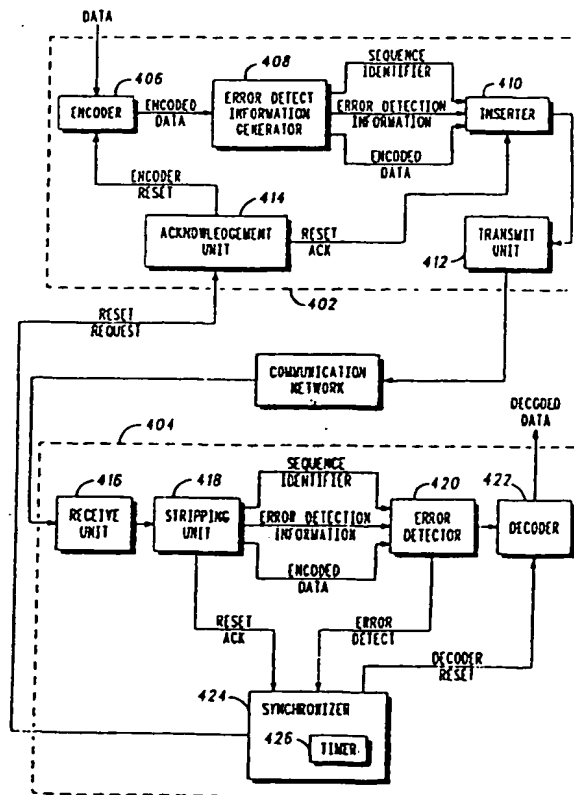 DATA
406
ENCODER
ENCODED
DATA
408
ERROR DETECT
INFORMATION
GENERATOR
SEQUENCE
IDENTIFIER
ERROR DETECTION
INFORMATION
ENCODED
DATA
410
INSERTER
ENCODER
RESET
414
ACKNOWLEDGEMENT
UNIT
RESET
ACK
TRANSMIT
UNIT
412
402
RESET
REQUEST
COMMUNICATION
NETWORK
DECODED
DATA
404
416
RECEIVE
UNIT
418
STRIPPING
UNIT
SEQUENCE
IDENTIFIER
ERROR DETECTION
INFORMATION
ENCODED
DATA
420
ERROR
DETECTOR
422
DECODER
RESET
ACK
ERROR
DETECT
DECODER
RESET
424
SYNCHRONIZER
426
TIMER